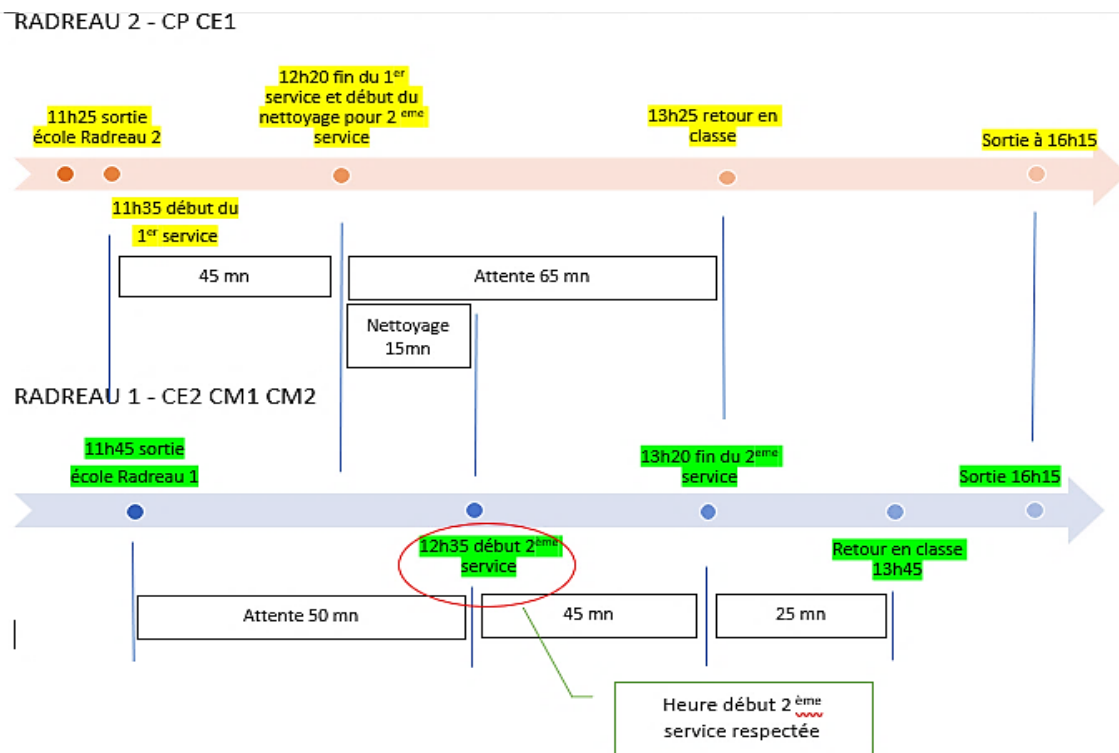 RADREAU 2 - CP CE1
12h20 fin du 1er
service et début du
nettoyage pour 2 eme
service
11h25 sortie
école Radreau 2
13h25 retour en
classe
Sortie à 16h15
11h35 début du
1er service
45 mn
Attente 65 mn
Nettoyage
15mn
RADREAU 1 - CE2 CM1 CM2
11h45 sortie
école Radreau 1
13h20 fin du 2eme
service
Sortie 16h15
12h35 début 2ème
service
Retour en classe
13h45
Attente 50 mn
45 mn
25 mn
Heure début 2 ème
service respectée